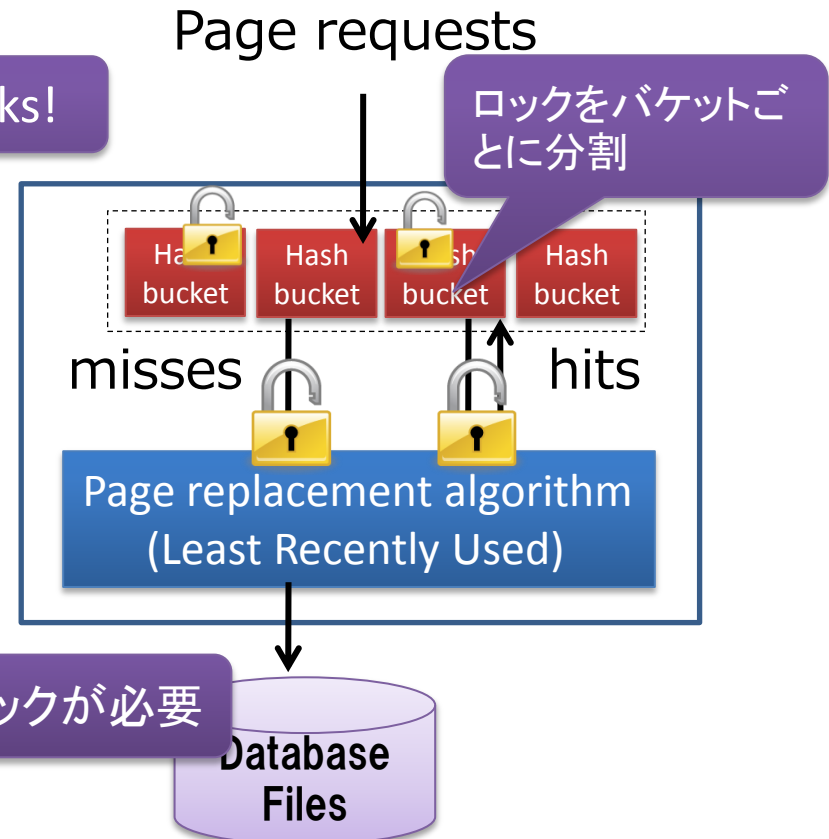 Page requests
ks!
ロックをバケットご
とに分割
Hash
bucket
Hash
bucket
sh
bucket
Hash
bucket
misses
hits
Page replacement algorithm
(Least Recently Used)
ックが必要
Database
Files